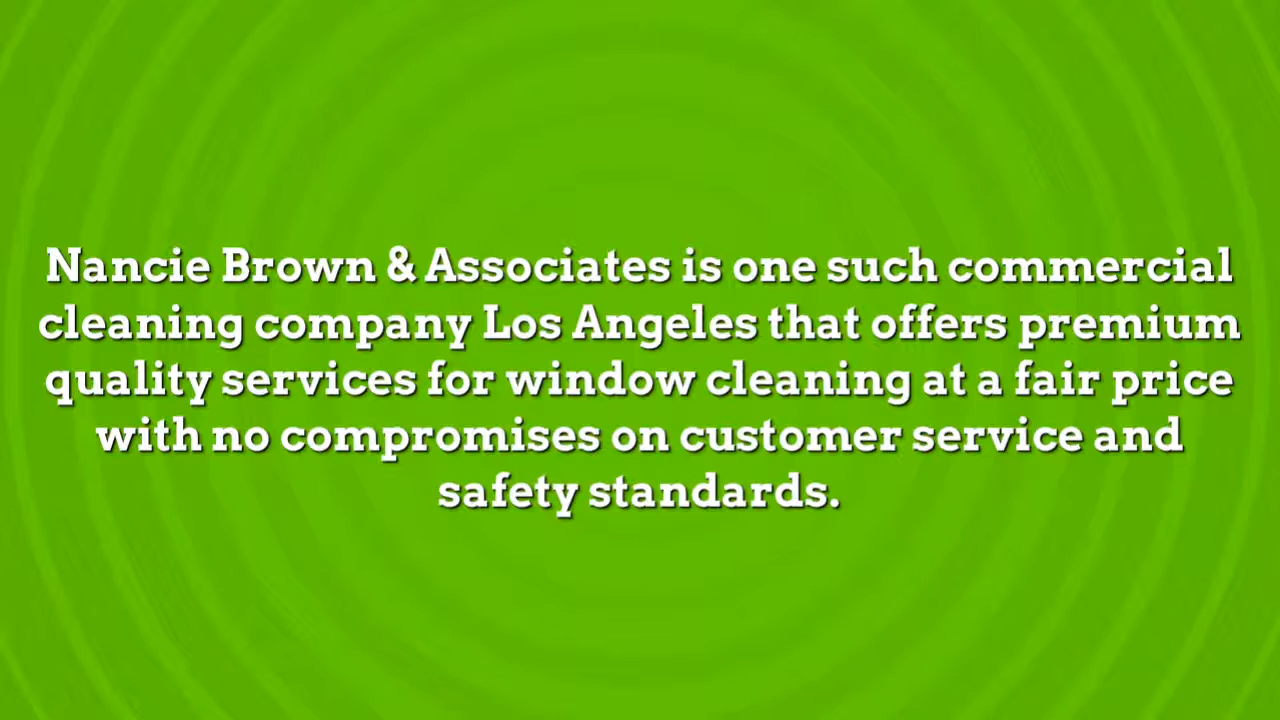 Nancie Brown & Associates is one such commercial
cleaning company Los Angeles that offers premium
quality services for window cleaning at a fair price
with no compromises on customer service and
safety standards.